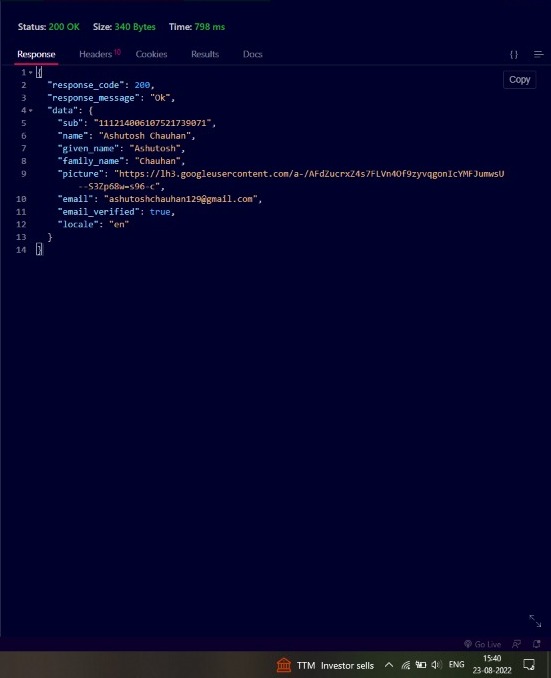 Status: 200 OK Size: 340 Bytes Time: 798 ms
Response Headers 10 Cookies Results Docs
{ }
Copy
1 {
2 "response_code": 200,
3 "response_message": "Ok",
4 "data": {
5 "sub": "111214006107521739071",
6 "name": "Ashutosh Chauhan",
7 "given_name": "Ashutosh",
8 "family_name": "Chauhan",
9 "picture": "https://lh3.googleusercontent.com/a-/AFdZucrxZ4s7FLVn4Of9zyvqgonIcYMFJumwsU
--S3Zp68w=s96-c",
10 "email": "ashutoshchauhan129@gmail.com",
11 "email_verified": true,
12 "locale": "en"
13 }
14 }
Go Live
TTM Investor sells
ENG
15:40
23-08-2022